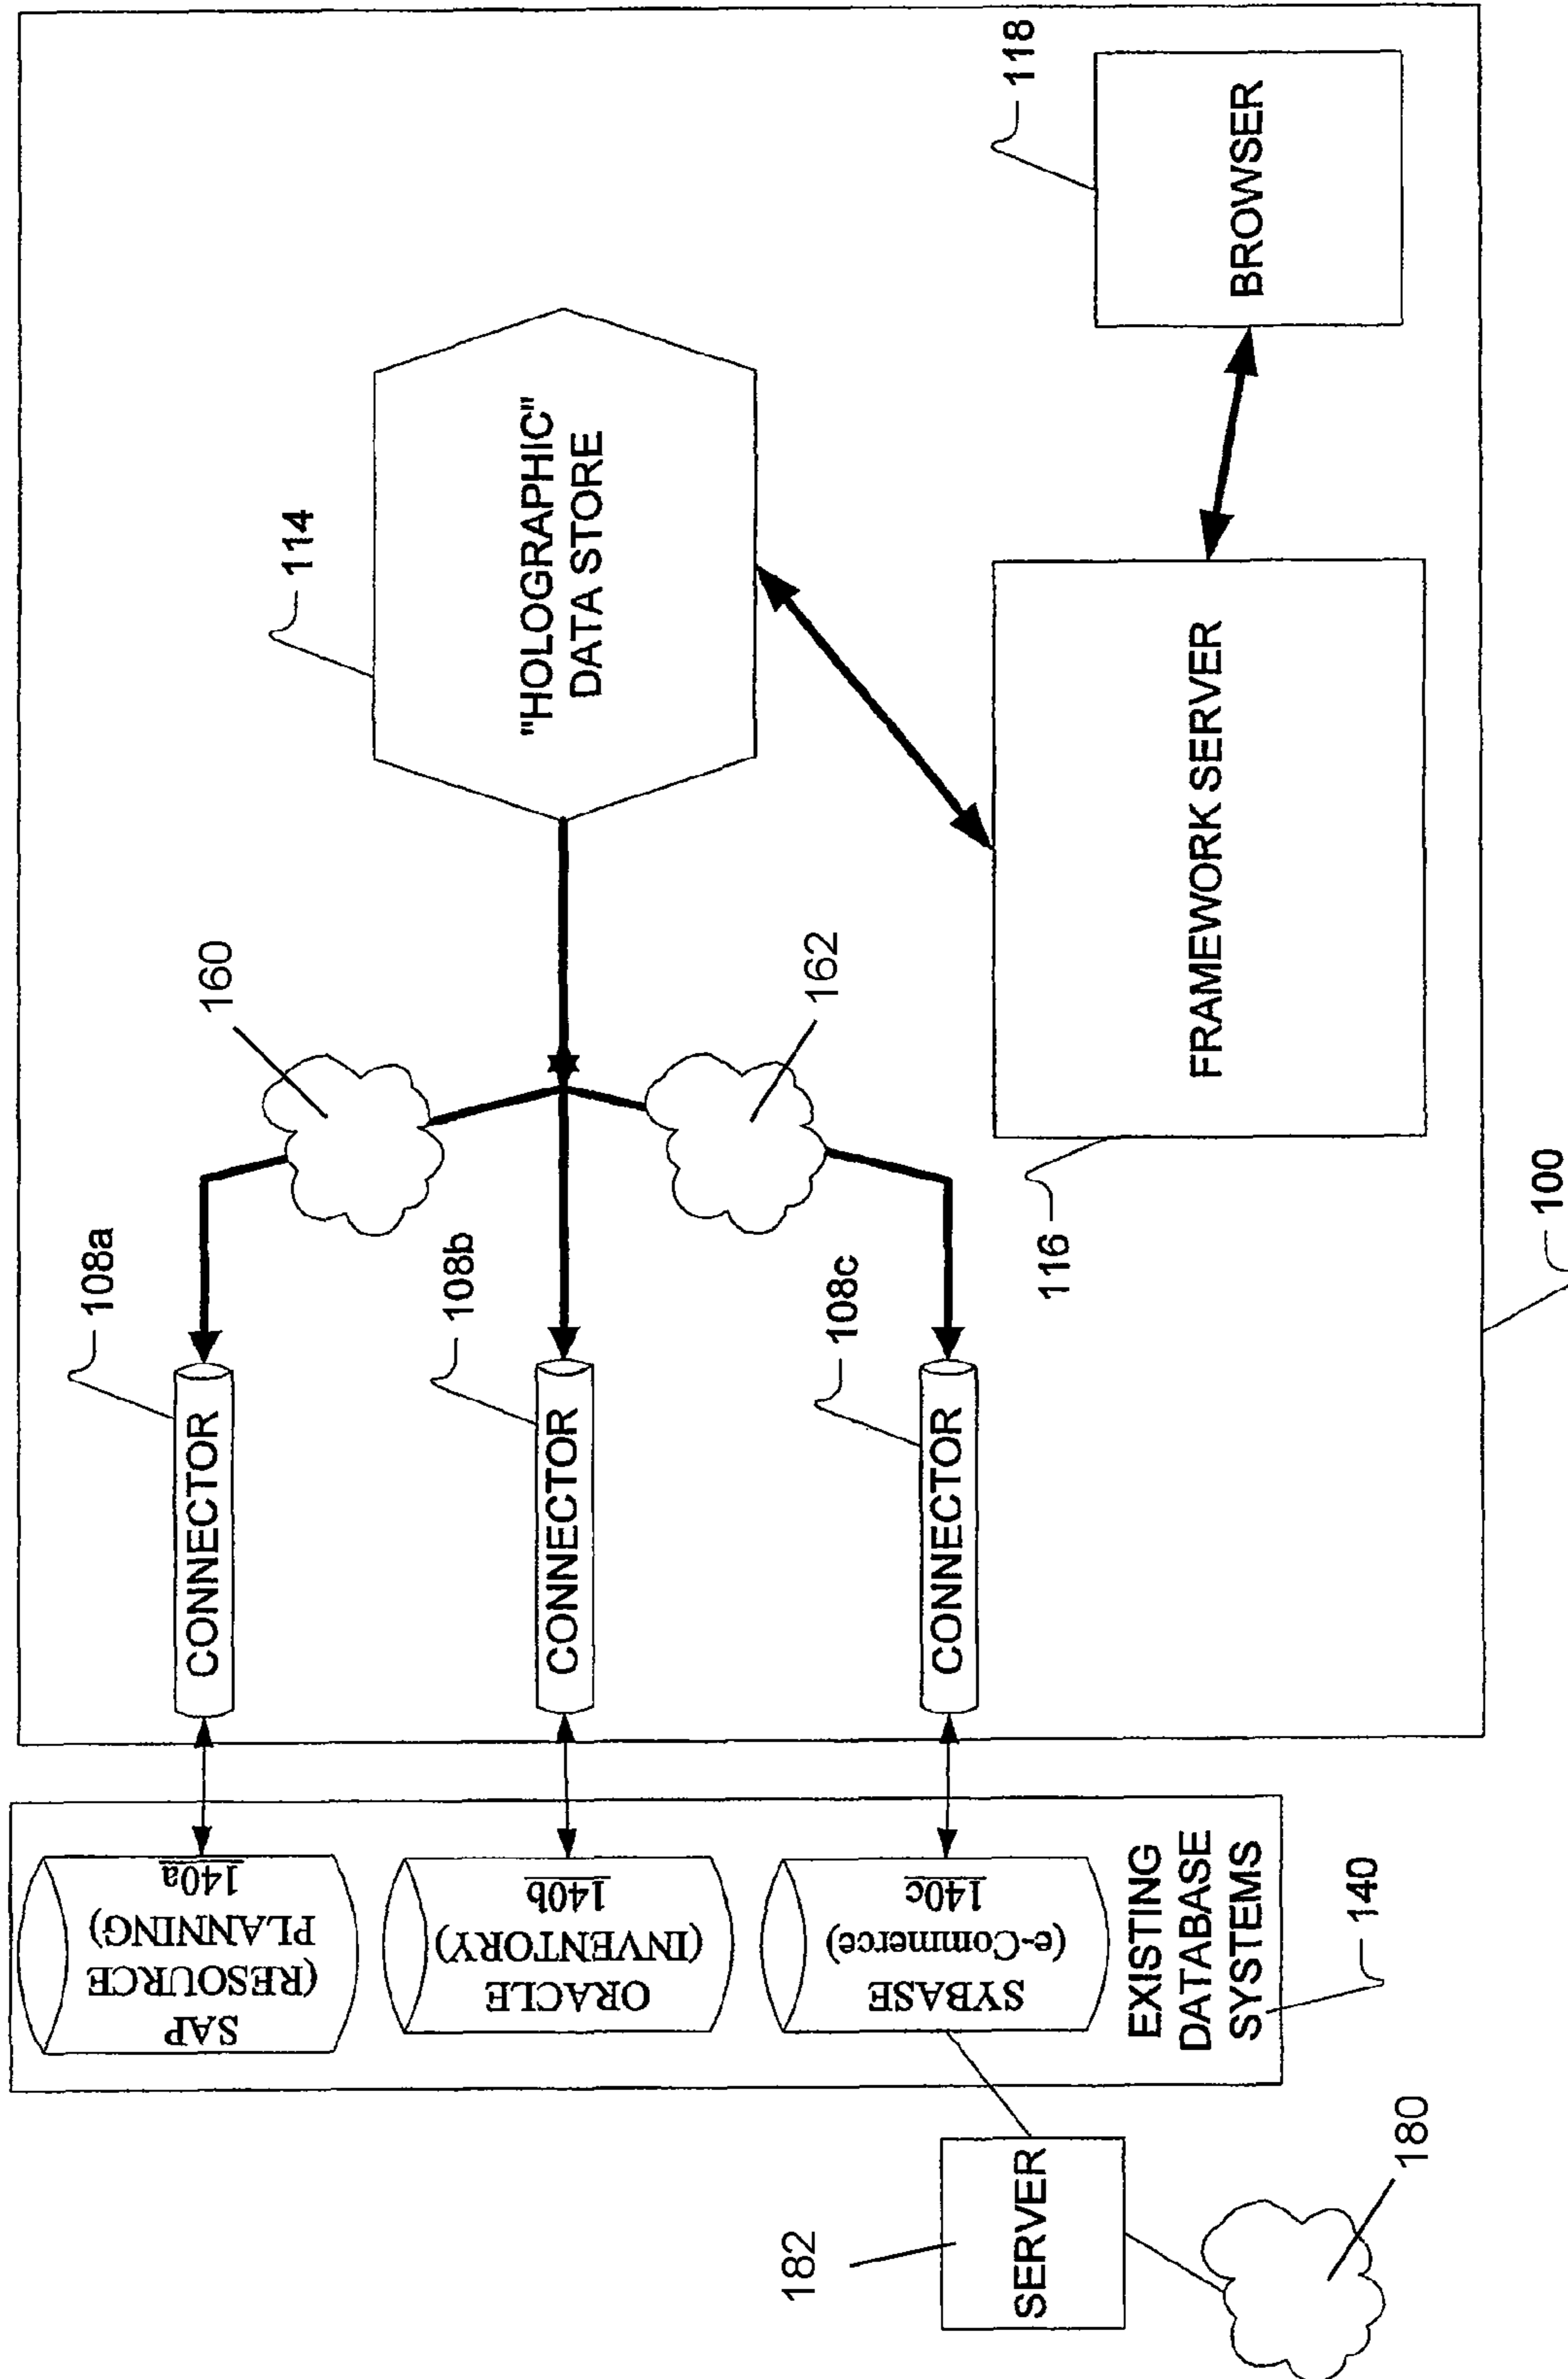 182
SERVER
180
SAP
(RESOURCE
PLANNING)
140a
ORACLE
(INVENTORY)
140b
SYBASE
(e-Commerce)
140c
EXISTING
DATABASE
SYSTEMS
140
CONNECTOR
108a
CONNECTOR
108b
CONNECTOR
108c
160
162
"HOLOGRAPHIC"
DATA STORE
114
FRAMEWORK SERVER
116
BROWSER
118
100